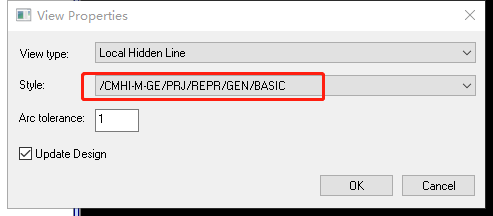 View Properties
View type: Local Hidden Line
Style: /CMHI-M-GE/PRJ/REPR/GEN/BASIC
Arc tolerance: 1
Update Design
OK Cancel